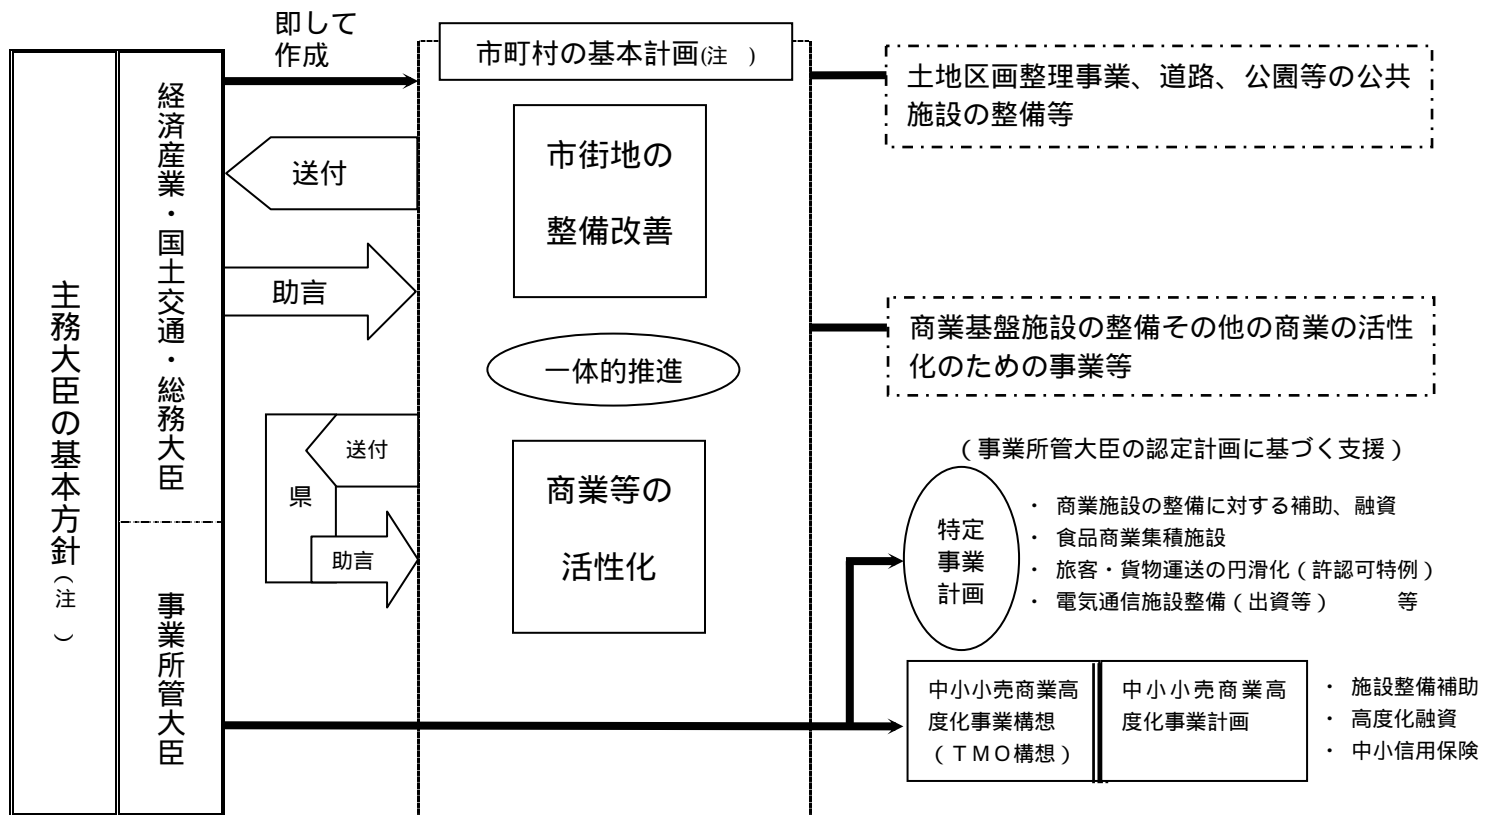 主務大臣の基本方針(注　)
経済産業・国土交通・総務大臣
事業所管大臣
即して
作成
送付
助言
県
送付
助言
市町村の基本計画(注　)
市街地の
整備改善
一体的推進
商業等の
活性化
土地区画整理事業、道路、公園等の公共
施設の整備等
商業基盤施設の整備その他の商業の活性
化のための事業等
(事業所管大臣の認定計画に基づく支援)
特定
事業
計画
・ 商業施設の整備に対する補助、融資
・ 食品商業集積施設
・ 旅客・貨物運送の円滑化(許認可特例)
・ 電気通信施設整備(出資等)　　　等
中小小売商業高
度化事業構想
(TMO構想)
中小小売商業高
度化事業計画
・ 施設整備補助
・ 高度化融資
・ 中小信用保険